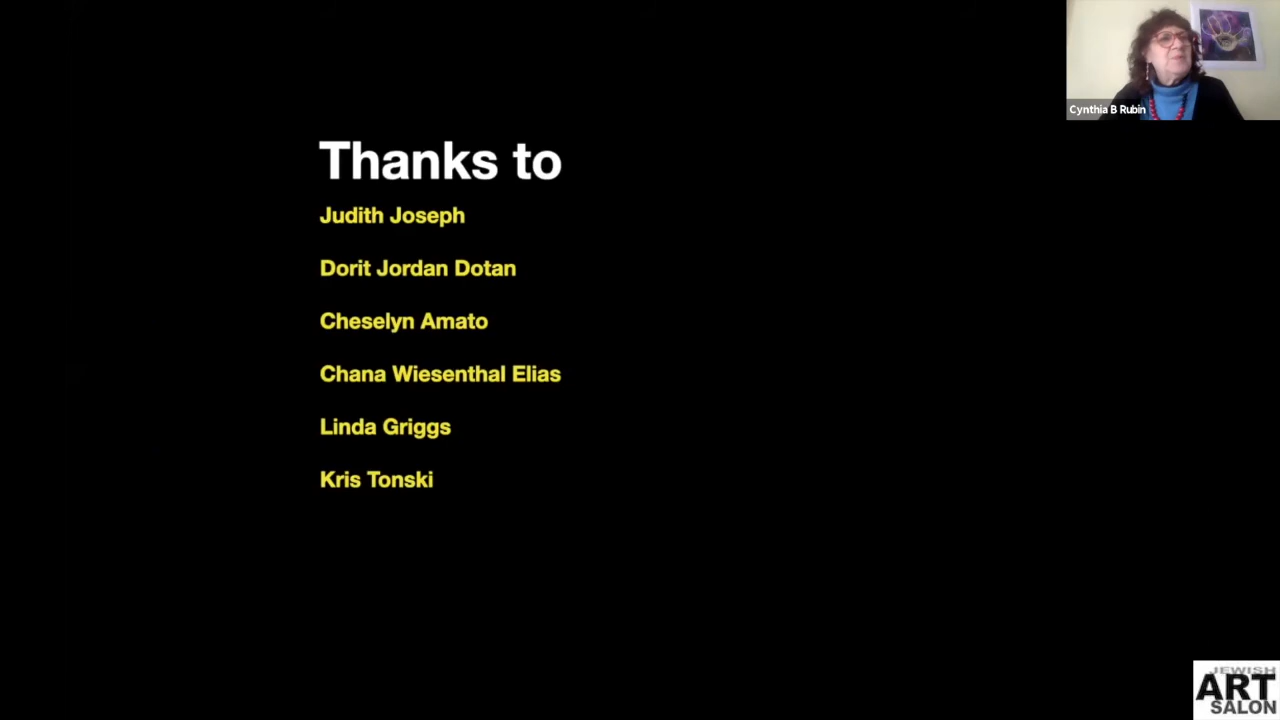 Cynthia B Rubin
Thanks to
Judith Joseph
Dorit Jordan Dotan
Cheselyn Amato
Chana Wiesenthal Elias
Linda Griggs
Kris Tonski
JEWISH
ART
SALON